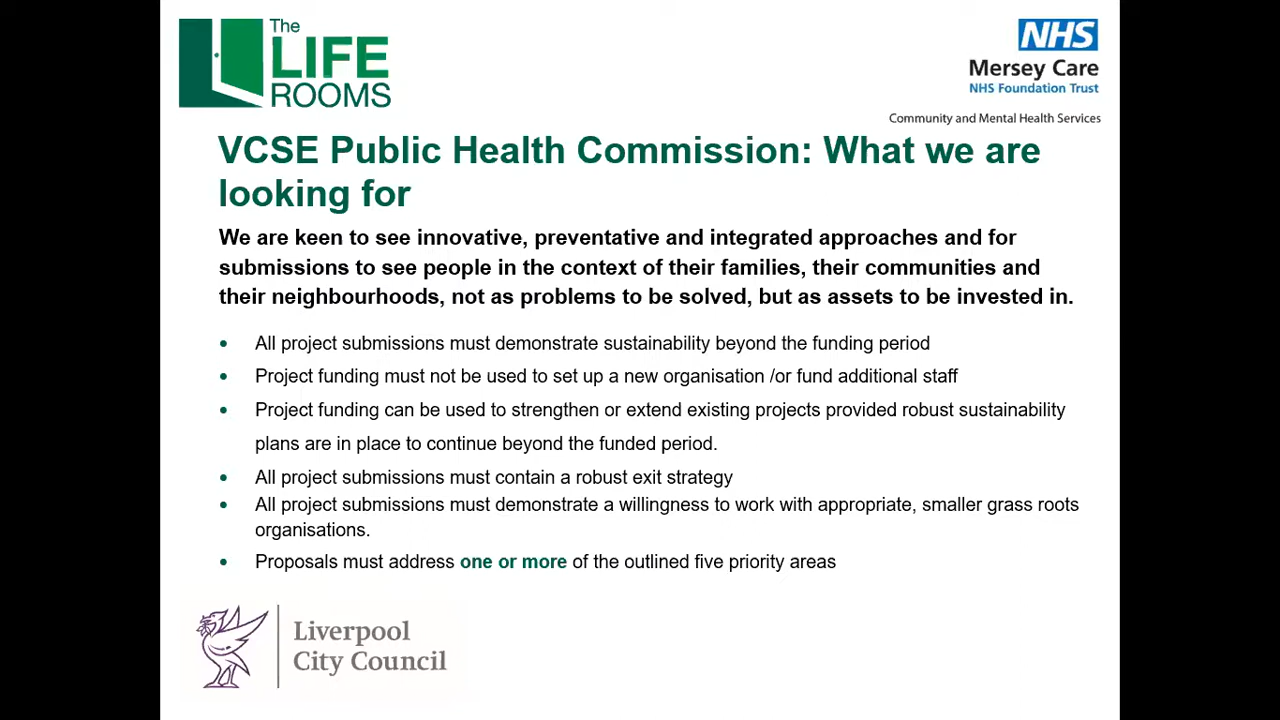 The
LIFE
ROOMS
NHS
Mersey Care
NHS Foundation Trust
Community and Mental Health Services
VCSE Public Health Commission: What we are
looking for
We are keen to see innovative, preventative and integrated approaches and for
submissions to see people in the context of their families, their communities and
their neighbourhoods, not as problems to be solved, but as assets to be invested in.
• All project submissions must demonstrate sustainability beyond the funding period
• Project funding must not be used to set up a new organisation /or fund additional staff
• Project funding can be used to strengthen or extend existing projects provided robust sustainability
plans are in place to continue beyond the funded period.
• All project submissions must contain a robust exit strategy
• All project submissions must demonstrate a willingness to work with appropriate, smaller grass roots
organisations.
• Proposals must address one or more of the outlined five priority areas
Liverpool
City Council